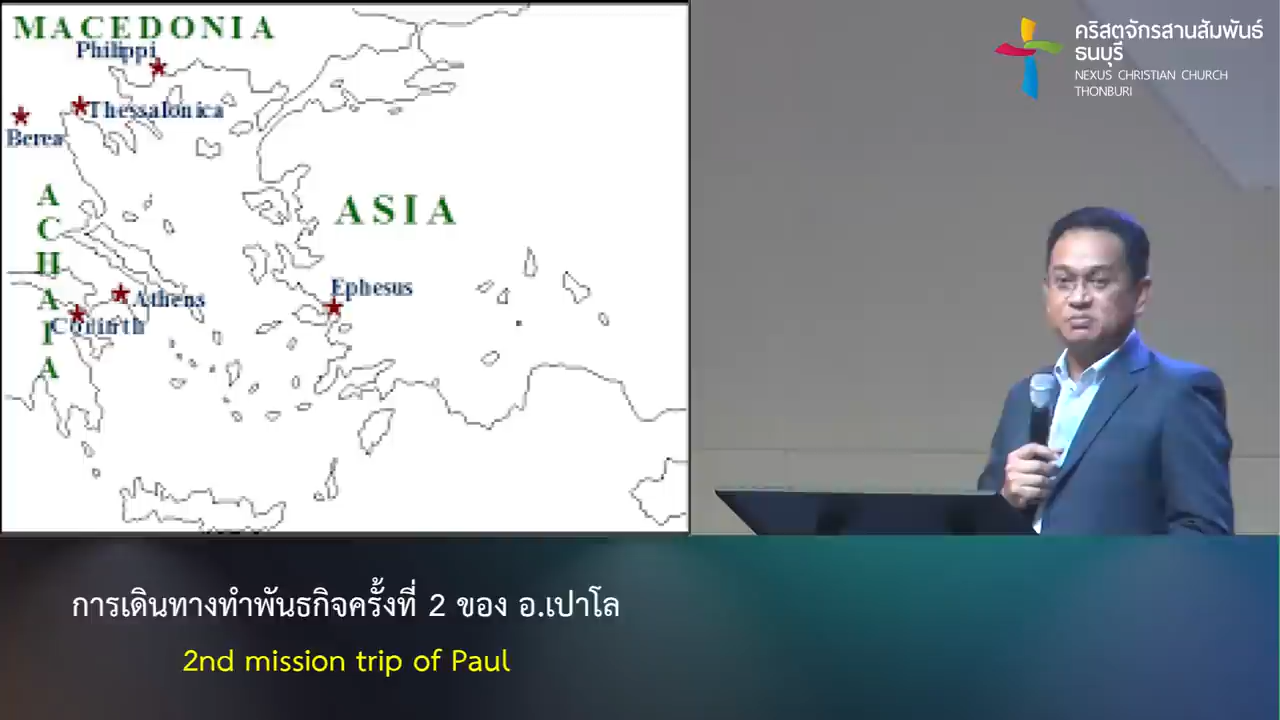 MACEDONIA
Philippi
Thessalonica
Berea
ACHAIA
ASIA
Ephesus
Athens
Corinth
คริสตจักรสานสัมพันธ์
ธนบุรี
NEXUS CHRISTIAN CHURCH
THONBURI
การเดินทางทำพันธกิจครั้งที่ 2 ของ อ.เปาโล
2nd mission trip of Paul